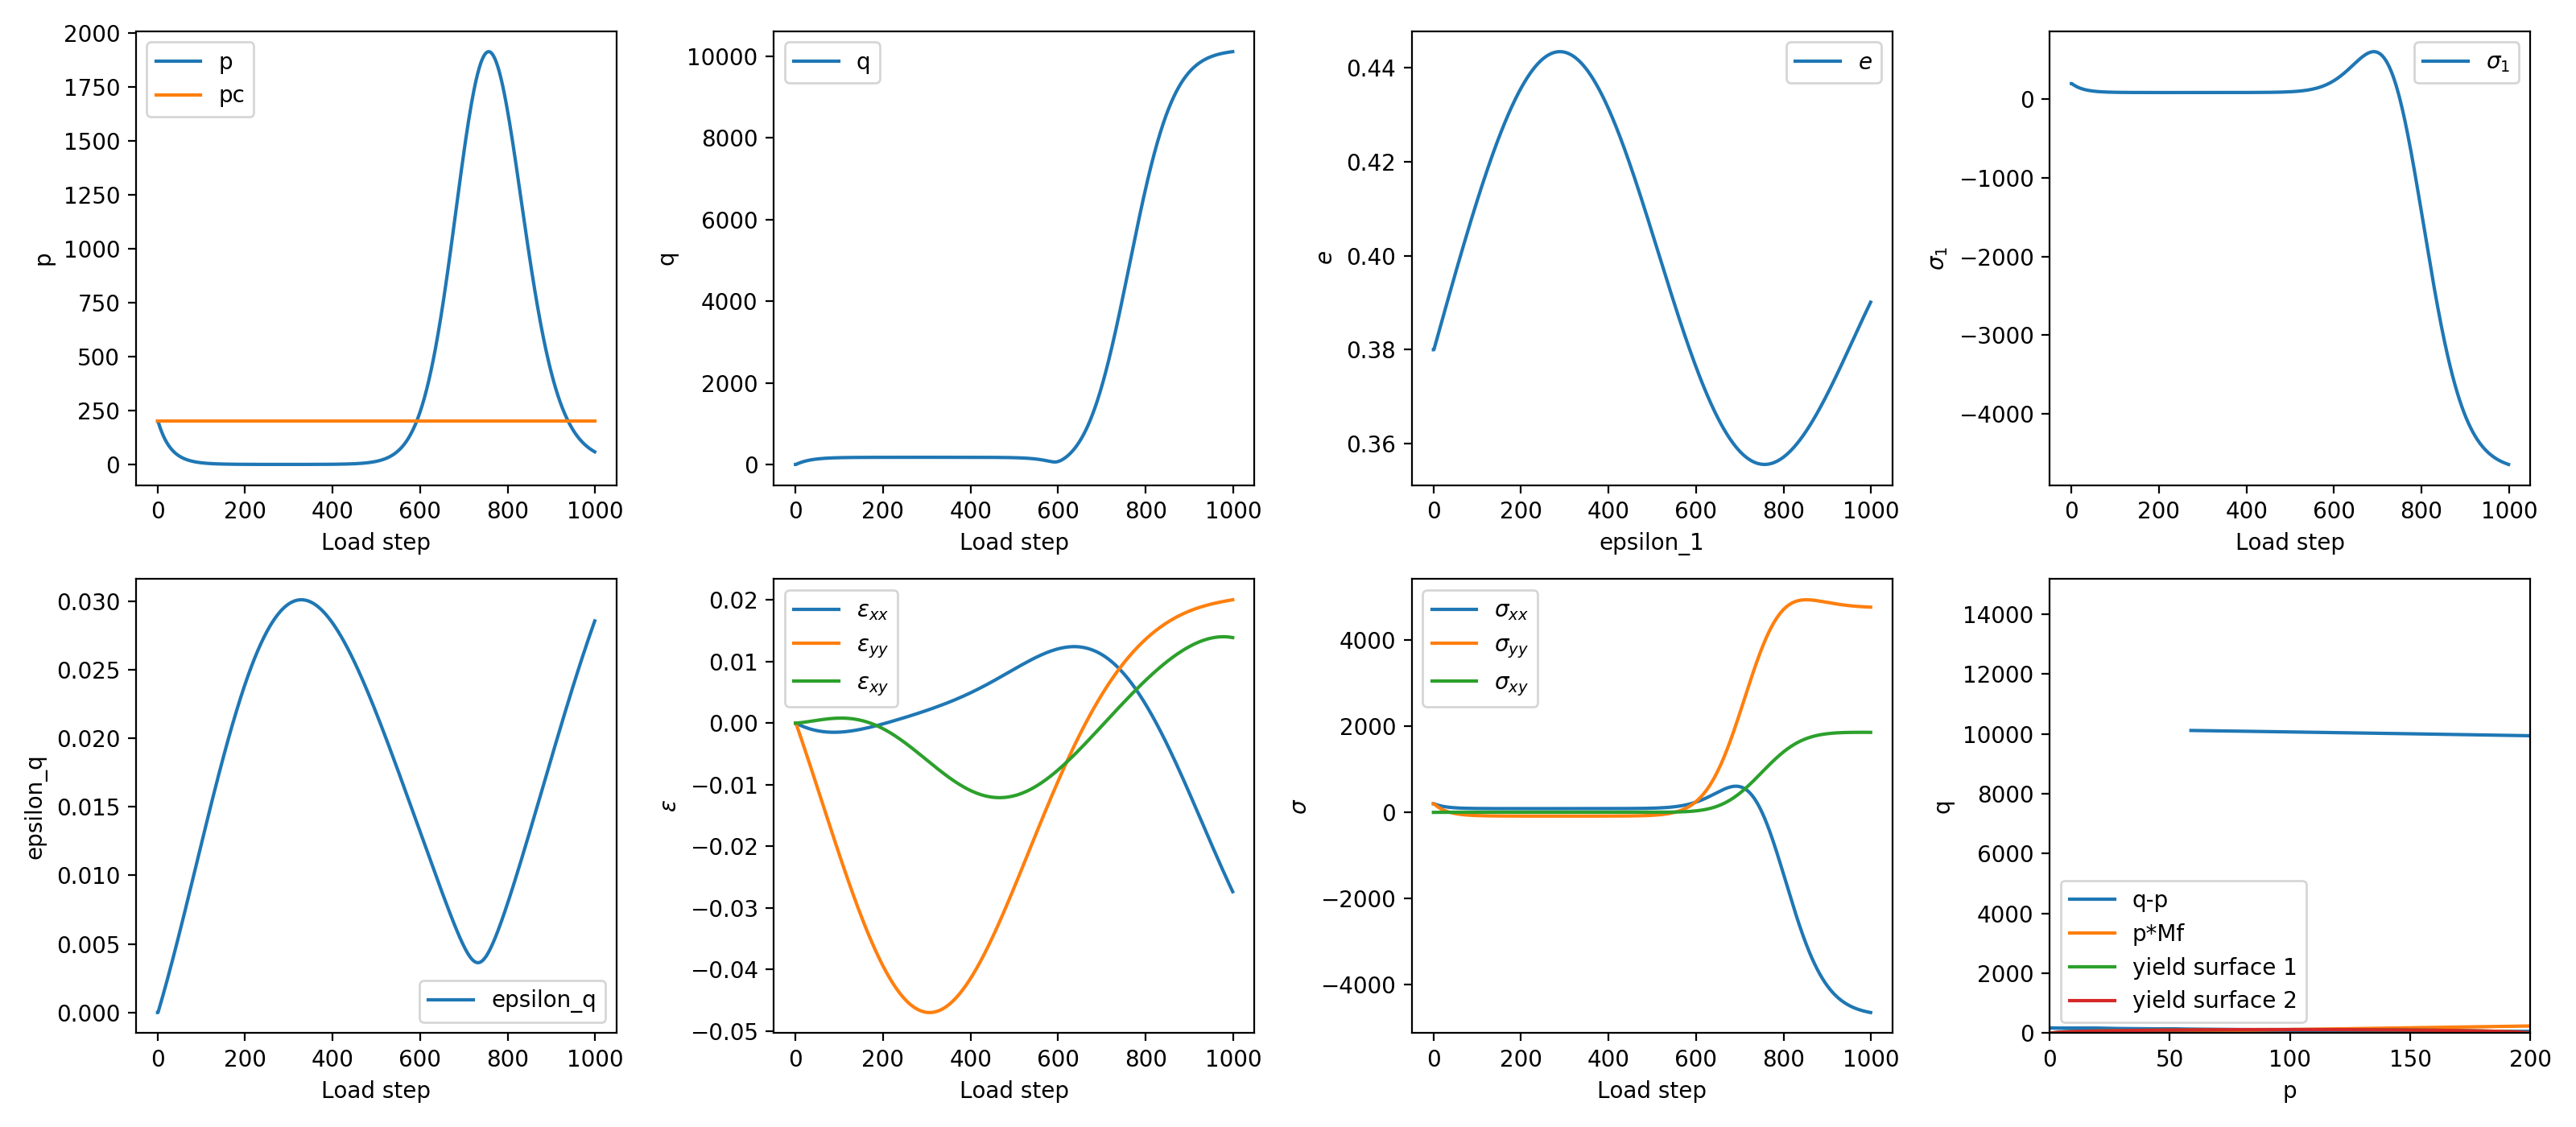 p
pc
2000
1750
1500
1250
1000
750
500
250
0
p
0 200 400 600 800 1000
Load step
q
10000
8000
6000
4000
2000
0
q
0 200 400 600 800 1000
Load step
e
0.44
0.42
0.40
0.38
0.36
e
0 200 400 600 800 1000
epsilon_1
σ1
0
−1000
−2000
−3000
−4000
σ1
0 200 400 600 800 1000
Load step
0.030
0.025
0.020
0.015
0.010
0.005
0.000
epsilon_q
epsilon_q
0 200 400 600 800 1000
Load step
εxx
εyy
εxy
0.02
0.01
0.00
−0.01
−0.02
−0.03
−0.04
−0.05
ε
0 200 400 600 800 1000
Load step
σxx
σyy
σxy
4000
2000
0
−2000
−4000
σ
0 200 400 600 800 1000
Load step
14000
12000
10000
8000
6000
4000
2000
0
q
q-p
p*Mf
yield surface 1
yield surface 2
0 50 100 150 200
p